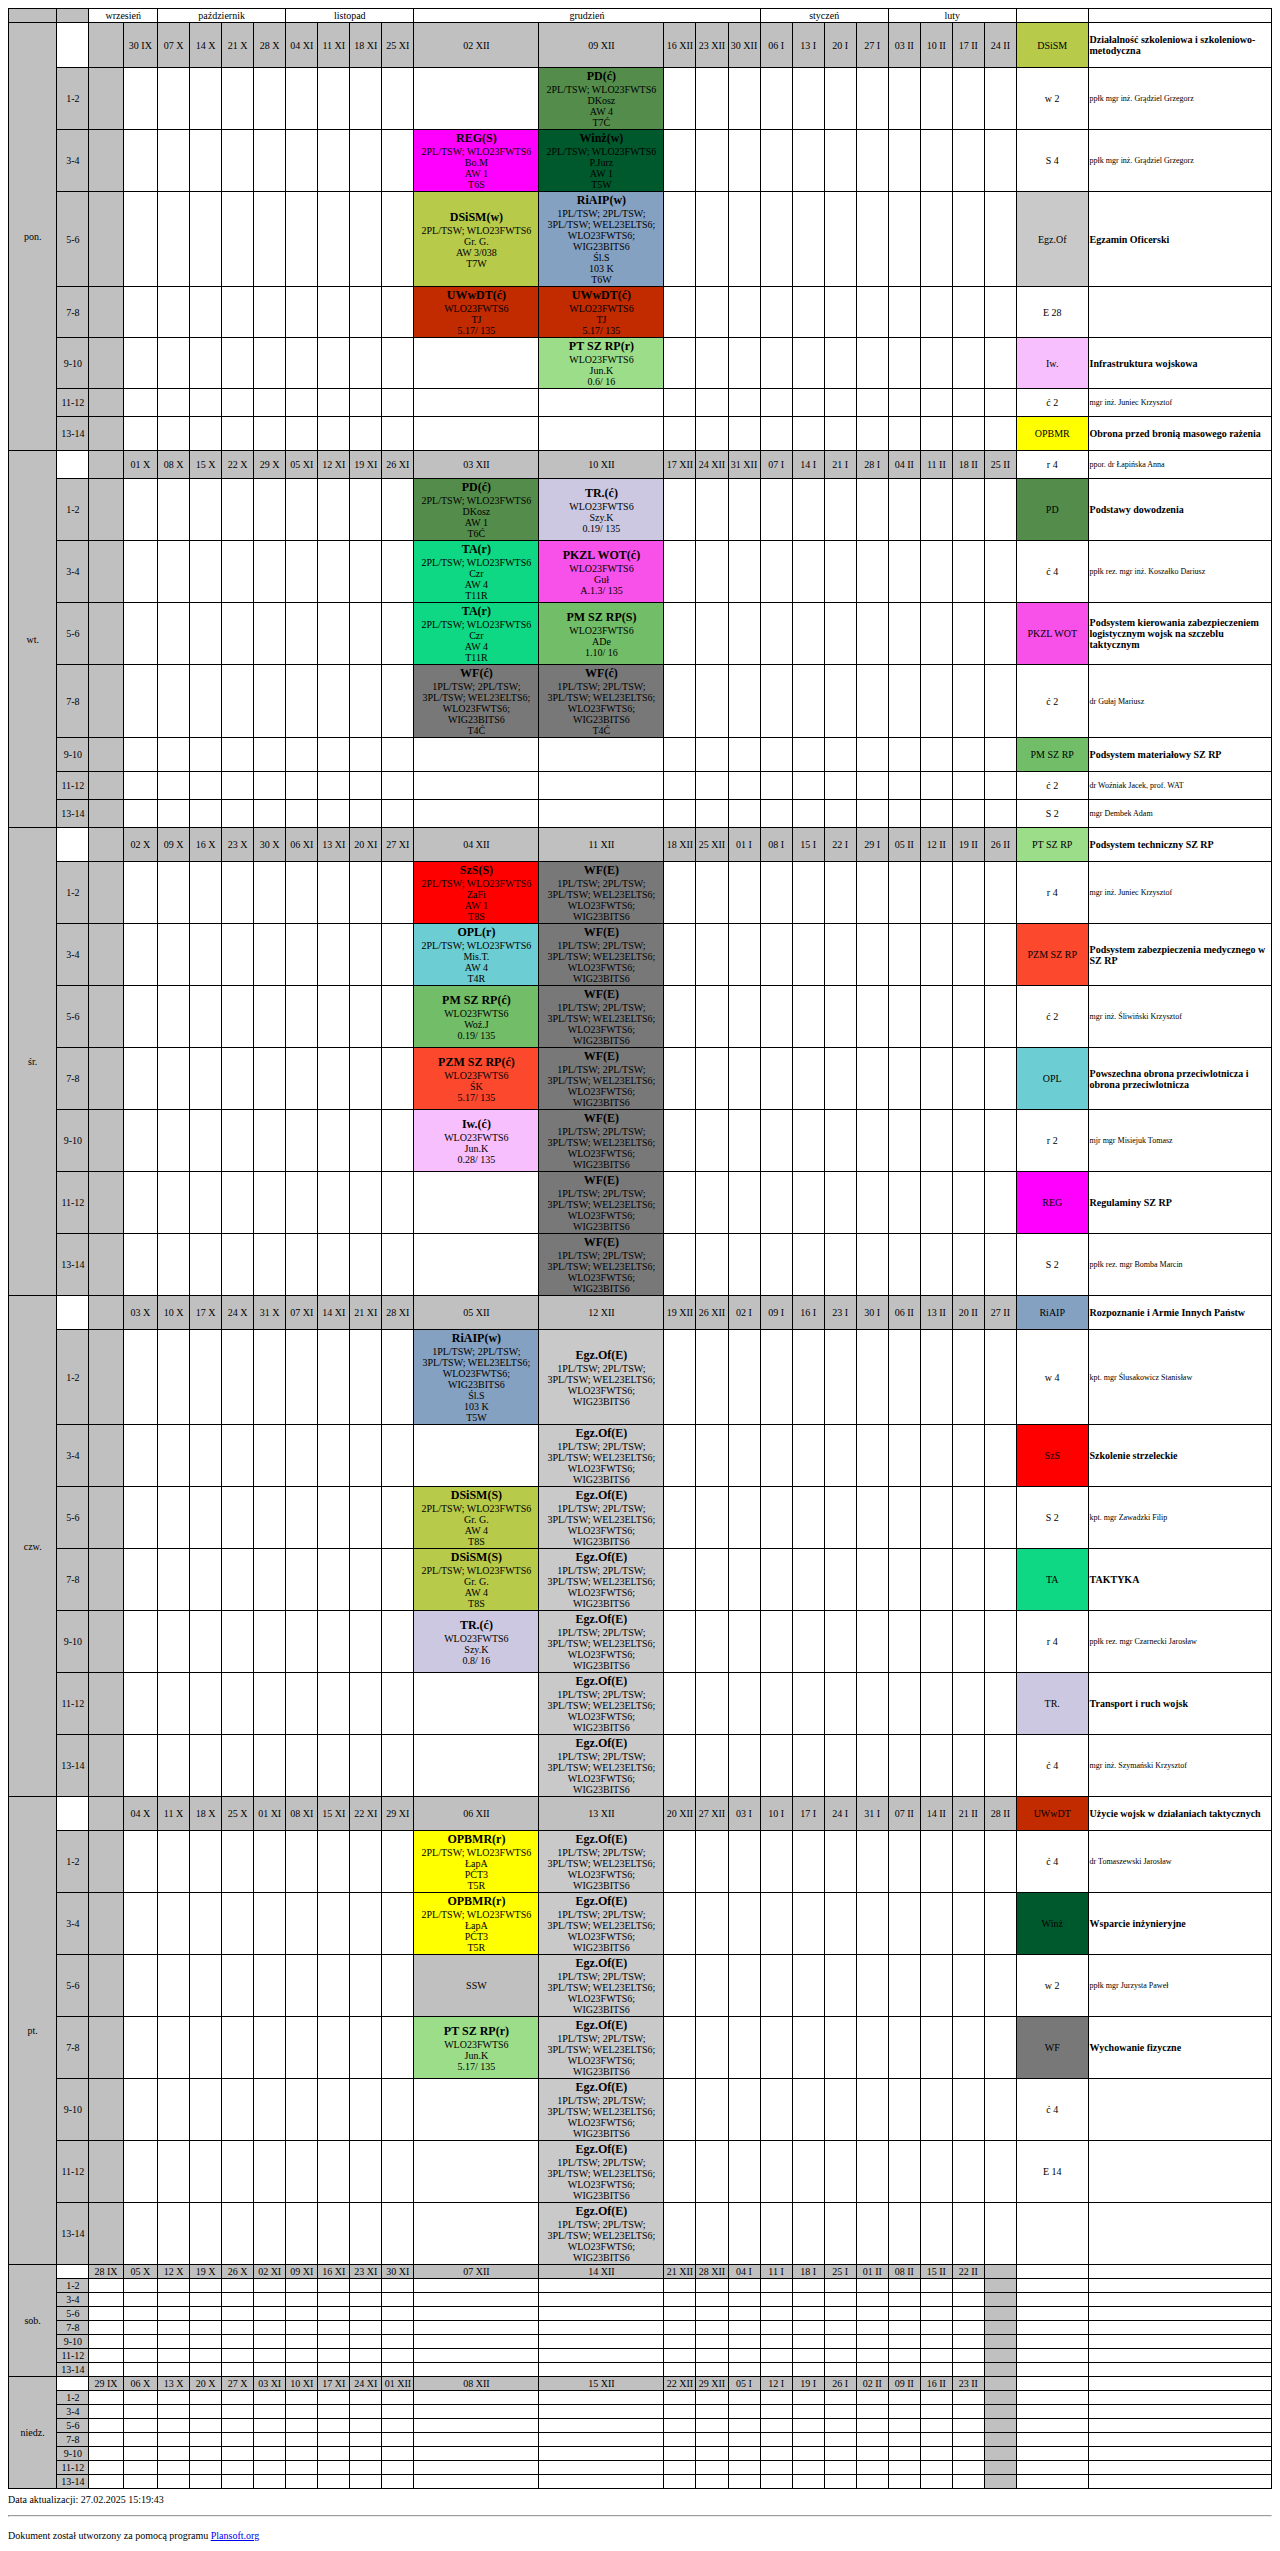 wrzesień październik listopad grudzień styczeń luty
pon.
30 IX 07 X 14 X 21 X 28 X 04 XI 11 XI 18 XI 25 XI 02 XII 09 XII 16 XII 23 XII 30 XII 06 I 13 I 20 I 27 I 03 II 10 II 17 II 24 II DSiSM Działalność szkoleniowa i szkoleniowo-
metodyczna
1-2
PD(ć)
2PL/TSW; WLO23FWTS6
DKosz
AW 4
T7Ć
w 2 ppłk mgr inż. Grądziel Grzegorz
3-4
REG(S)
2PL/TSW; WLO23FWTS6
Bo.M
AW 1
T6S
Winż(w)
2PL/TSW; WLO23FWTS6
P.Jurz
AW 1
T5W
S 4 ppłk mgr inż. Grądziel Grzegorz
5-6
DSiSM(w)
2PL/TSW; WLO23FWTS6
Gr. G.
AW 3/038
T7W
RiAIP(w)
1PL/TSW; 2PL/TSW;
3PL/TSW; WEL23ELTS6;
WLO23FWTS6;
WIG23BITS6
Śl.S
103 K
T6W
Egz.Of Egzamin Oficerski
7-8
UWwDT(ć)
WLO23FWTS6
TJ
5.17/ 135
UWwDT(ć)
WLO23FWTS6
TJ
5.17/ 135
E 28
9-10
PT SZ RP(r)
WLO23FWTS6
Jun.K
0.6/ 16
Iw. Infrastruktura wojskowa
11-12 ć 2 mgr inż. Juniec Krzysztof
13-14 OPBMR Obrona przed bronią masowego rażenia
wt.
01 X 08 X 15 X 22 X 29 X 05 XI 12 XI 19 XI 26 XI 03 XII 10 XII 17 XII 24 XII 31 XII 07 I 14 I 21 I 28 I 04 II 11 II 18 II 25 II r 4 ppor. dr Łapińska Anna
1-2
PD(ć)
2PL/TSW; WLO23FWTS6
DKosz
AW 1
T6Ć
TR.(ć)
WLO23FWTS6
Szy.K
0.19/ 135
PD Podstawy dowodzenia
3-4
TA(r)
2PL/TSW; WLO23FWTS6
Czr
AW 4
T11R
PKZL WOT(ć)
WLO23FWTS6
Guł
A.1.3/ 135
ć 4 ppłk rez. mgr inż. Koszałko Dariusz
5-6
TA(r)
2PL/TSW; WLO23FWTS6
Czr
AW 4
T11R
PM SZ RP(S)
WLO23FWTS6
ADe
1.10/ 16
PKZL WOT Podsystem kierowania zabezpieczeniem
logistycznym wojsk na szczeblu
taktycznym
7-8
WF(ć)
1PL/TSW; 2PL/TSW;
3PL/TSW; WEL23ELTS6;
WLO23FWTS6;
WIG23BITS6
T4Ć
WF(ć)
1PL/TSW; 2PL/TSW;
3PL/TSW; WEL23ELTS6;
WLO23FWTS6;
WIG23BITS6
T4Ć
ć 2 dr Gułaj Mariusz
9-10 PM SZ RP Podsystem materiałowy SZ RP
11-12 ć 2 dr Woźniak Jacek, prof. WAT
13-14 S 2 mgr Dembek Adam
śr.
02 X 09 X 16 X 23 X 30 X 06 XI 13 XI 20 XI 27 XI 04 XII 11 XII 18 XII 25 XII 01 I 08 I 15 I 22 I 29 I 05 II 12 II 19 II 26 II PT SZ RP Podsystem techniczny SZ RP
1-2
SzS(S)
2PL/TSW; WLO23FWTS6
ZaFi
AW 1
T8S
WF(E)
1PL/TSW; 2PL/TSW;
3PL/TSW; WEL23ELTS6;
WLO23FWTS6;
WIG23BITS6
r 4 mgr inż. Juniec Krzysztof
3-4
OPL(r)
2PL/TSW; WLO23FWTS6
Mis.T.
AW 4
T4R
WF(E)
1PL/TSW; 2PL/TSW;
3PL/TSW; WEL23ELTS6;
WLO23FWTS6;
WIG23BITS6
PZM SZ RP Podsystem zabezpieczenia medycznego w
SZ RP
5-6
PM SZ RP(ć)
WLO23FWTS6
Woź.J
0.19/ 135
WF(E)
1PL/TSW; 2PL/TSW;
3PL/TSW; WEL23ELTS6;
WLO23FWTS6;
WIG23BITS6
ć 2 mgr inż. Śliwiński Krzysztof
7-8
PZM SZ RP(ć)
WLO23FWTS6
ŚK
5.17/ 135
WF(E)
1PL/TSW; 2PL/TSW;
3PL/TSW; WEL23ELTS6;
WLO23FWTS6;
WIG23BITS6
OPL Powszechna obrona przeciwlotnicza i
obrona przeciwlotnicza
9-10
Iw.(ć)
WLO23FWTS6
Jun.K
0.28/ 135
WF(E)
1PL/TSW; 2PL/TSW;
3PL/TSW; WEL23ELTS6;
WLO23FWTS6;
WIG23BITS6
r 2 mjr mgr Misiejuk Tomasz
11-12
WF(E)
1PL/TSW; 2PL/TSW;
3PL/TSW; WEL23ELTS6;
WLO23FWTS6;
WIG23BITS6
REG Regulaminy SZ RP
13-14
WF(E)
1PL/TSW; 2PL/TSW;
3PL/TSW; WEL23ELTS6;
WLO23FWTS6;
WIG23BITS6
S 2 ppłk rez. mgr Bomba Marcin
czw.
03 X 10 X 17 X 24 X 31 X 07 XI 14 XI 21 XI 28 XI 05 XII 12 XII 19 XII 26 XII 02 I 09 I 16 I 23 I 30 I 06 II 13 II 20 II 27 II RiAIP Rozpoznanie i Armie Innych Państw
1-2
RiAIP(w)
1PL/TSW; 2PL/TSW;
3PL/TSW; WEL23ELTS6;
WLO23FWTS6;
WIG23BITS6
Śl.S
103 K
T5W
Egz.Of(E)
1PL/TSW; 2PL/TSW;
3PL/TSW; WEL23ELTS6;
WLO23FWTS6;
WIG23BITS6
w 4 kpt. mgr Ślusakowicz Stanisław
3-4
Egz.Of(E)
1PL/TSW; 2PL/TSW;
3PL/TSW; WEL23ELTS6;
WLO23FWTS6;
WIG23BITS6
SzS Szkolenie strzeleckie
5-6
DSiSM(S)
2PL/TSW; WLO23FWTS6
Gr. G.
AW 4
T8S
Egz.Of(E)
1PL/TSW; 2PL/TSW;
3PL/TSW; WEL23ELTS6;
WLO23FWTS6;
WIG23BITS6
S 2 kpt. mgr Zawadzki Filip
7-8
DSiSM(S)
2PL/TSW; WLO23FWTS6
Gr. G.
AW 4
T8S
Egz.Of(E)
1PL/TSW; 2PL/TSW;
3PL/TSW; WEL23ELTS6;
WLO23FWTS6;
WIG23BITS6
TA TAKTYKA
9-10
TR.(ć)
WLO23FWTS6
Szy.K
0.8/ 16
Egz.Of(E)
1PL/TSW; 2PL/TSW;
3PL/TSW; WEL23ELTS6;
WLO23FWTS6;
WIG23BITS6
r 4 ppłk rez. mgr Czarnecki Jarosław
11-12
Egz.Of(E)
1PL/TSW; 2PL/TSW;
3PL/TSW; WEL23ELTS6;
WLO23FWTS6;
WIG23BITS6
TR. Transport i ruch wojsk
13-14
Egz.Of(E)
1PL/TSW; 2PL/TSW;
3PL/TSW; WEL23ELTS6;
WLO23FWTS6;
WIG23BITS6
ć 4 mgr inż. Szymański Krzysztof
pt.
04 X 11 X 18 X 25 X 01 XI 08 XI 15 XI 22 XI 29 XI 06 XII 13 XII 20 XII 27 XII 03 I 10 I 17 I 24 I 31 I 07 II 14 II 21 II 28 II UWwDT Użycie wojsk w działaniach taktycznych
1-2
OPBMR(r)
2PL/TSW; WLO23FWTS6
ŁapA
PĆT3
T5R
Egz.Of(E)
1PL/TSW; 2PL/TSW;
3PL/TSW; WEL23ELTS6;
WLO23FWTS6;
WIG23BITS6
ć 4 dr Tomaszewski Jarosław
3-4
OPBMR(r)
2PL/TSW; WLO23FWTS6
ŁapA
PĆT3
T5R
Egz.Of(E)
1PL/TSW; 2PL/TSW;
3PL/TSW; WEL23ELTS6;
WLO23FWTS6;
WIG23BITS6
Winż Wsparcie inżynieryjne
5-6
SSW
Egz.Of(E)
1PL/TSW; 2PL/TSW;
3PL/TSW; WEL23ELTS6;
WLO23FWTS6;
WIG23BITS6
w 2 ppłk mgr Jurzysta Paweł
7-8
PT SZ RP(r)
WLO23FWTS6
Jun.K
5.17/ 135
Egz.Of(E)
1PL/TSW; 2PL/TSW;
3PL/TSW; WEL23ELTS6;
WLO23FWTS6;
WIG23BITS6
WF Wychowanie fizyczne
9-10
Egz.Of(E)
1PL/TSW; 2PL/TSW;
3PL/TSW; WEL23ELTS6;
WLO23FWTS6;
WIG23BITS6
ć 4
11-12
Egz.Of(E)
1PL/TSW; 2PL/TSW;
3PL/TSW; WEL23ELTS6;
WLO23FWTS6;
WIG23BITS6
E 14
13-14
Egz.Of(E)
1PL/TSW; 2PL/TSW;
3PL/TSW; WEL23ELTS6;
WLO23FWTS6;
WIG23BITS6
sob.
28 IX 05 X 12 X 19 X 26 X 02 XI 09 XI 16 XI 23 XI 30 XI 07 XII 14 XII 21 XII 28 XII 04 I 11 I 18 I 25 I 01 II 08 II 15 II 22 II
1-2
3-4
5-6
7-8
9-10
11-12
13-14
niedz.
29 IX 06 X 13 X 20 X 27 X 03 XI 10 XI 17 XI 24 XI 01 XII 08 XII 15 XII 22 XII 29 XII 05 I 12 I 19 I 26 I 02 II 09 II 16 II 23 II
1-2
3-4
5-6
7-8
9-10
11-12
13-14
Data aktualizacji: 27.02.2025 15:19:43
Dokument został utworzony za pomocą programu Plansoft.org